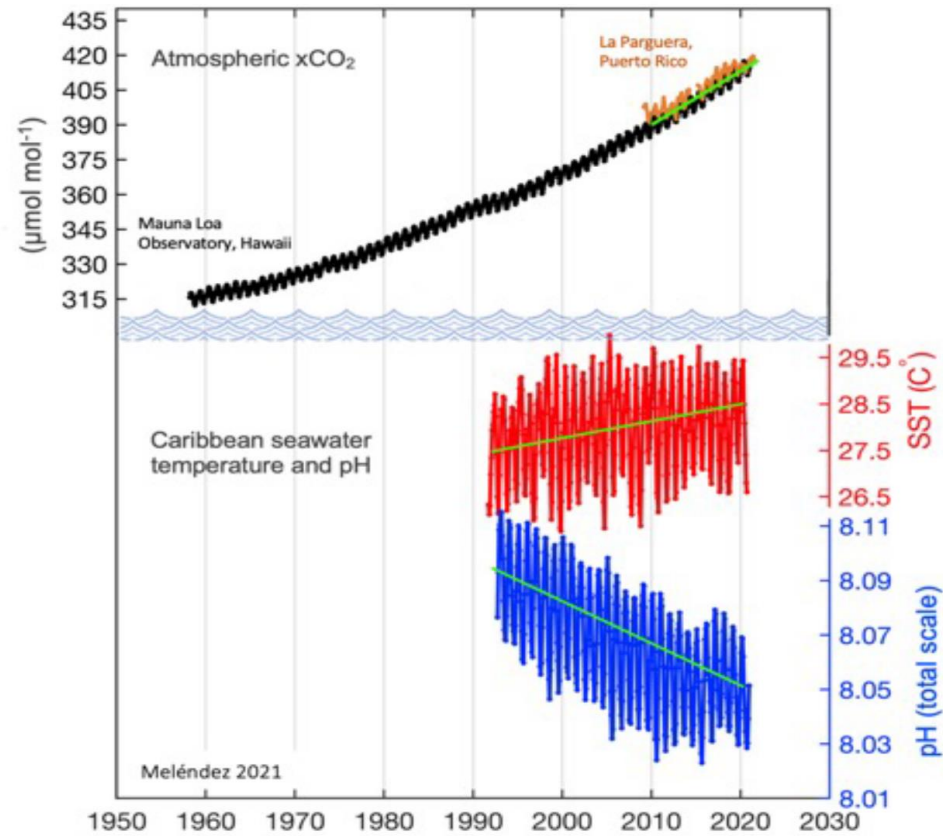 435
420
405
390
375
360
345
330
315
(μmol mol⁻¹)
Atmospheric xCO₂
La Parguera,
Puerto Rico
Mauna Loa
Observatory, Hawaii
29.5
28.5
27.5
26.5
SST (C°)
Caribbean seawater
temperature and pH
8.11
8.09
8.07
8.05
8.03
8.01
pH (total scale)
Meléndez 2021
1950 1960 1970 1980 1990 2000 2010 2020 2030